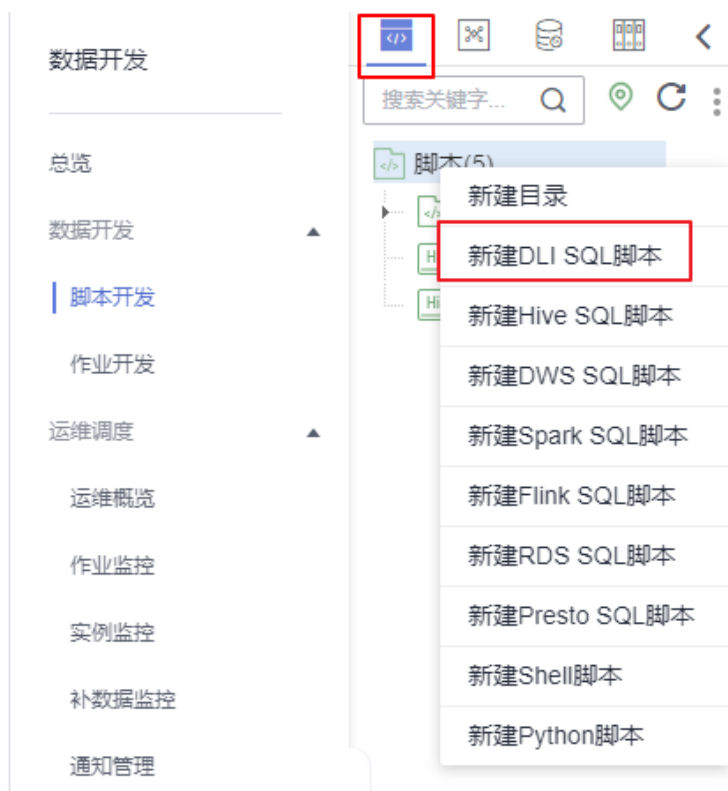 数据开发
总览
数据开发
脚本开发
作业开发
运维调度
运维概览
作业监控
实例监控
补数据监控
通知管理
</>
搜索关键字...
脚本(5)
新建目录
新建DLI SQL脚本
新建Hive SQL脚本
新建DWS SQL脚本
新建Spark SQL脚本
新建Flink SQL脚本
新建RDS SQL脚本
新建Presto SQL脚本
新建Shell脚本
新建Python脚本